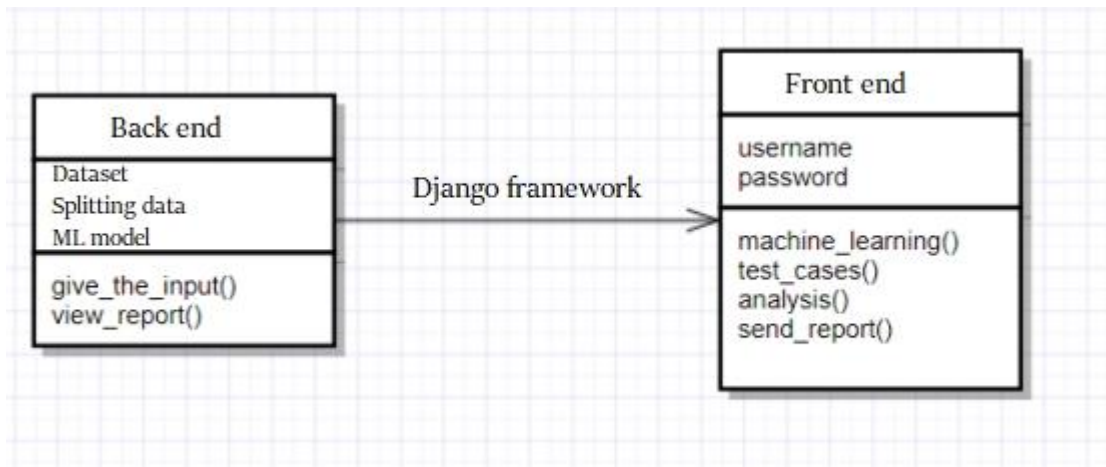 Back end
Dataset
Splitting data
ML model
give_the_input()
view_report()
Django framework
Front end
username
password
machine_learning()
test_cases()
analysis()
send_report()